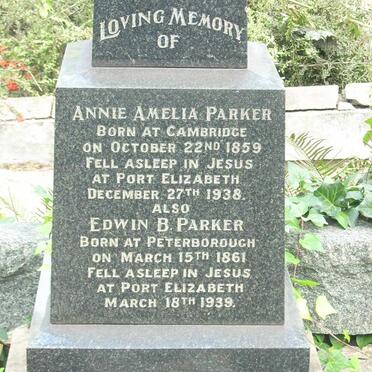 LOVING MEMORY
OF
ANNIE AMELIA PARKER
BORN AT CAMBRIDGE
ON OCTOBER 22ND 1859
FELL ASLEEP IN JESUS
AT PORT ELIZABETH
DECEMBER 27TH 1938.
ALSO
EDWIN B. PARKER
BORN AT PETERBOROUGH
ON MARCH 15TH 1861
FELL ASLEEP IN JESUS
AT PORT ELIZABETH
MARCH 18TH 1939.